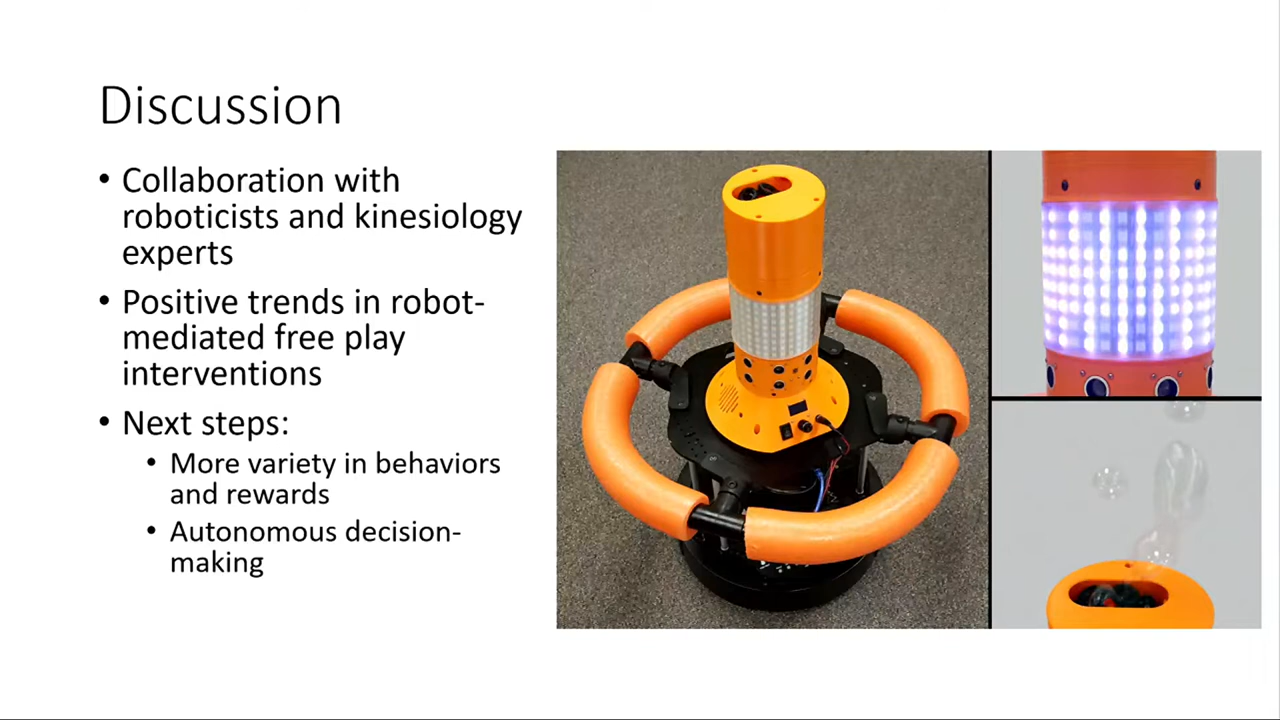 Discussion
• Collaboration with
roboticists and kinesiology
experts
• Positive trends in robot-
mediated free play
interventions
• Next steps:
• More variety in behaviors
and rewards
• Autonomous decision-
making